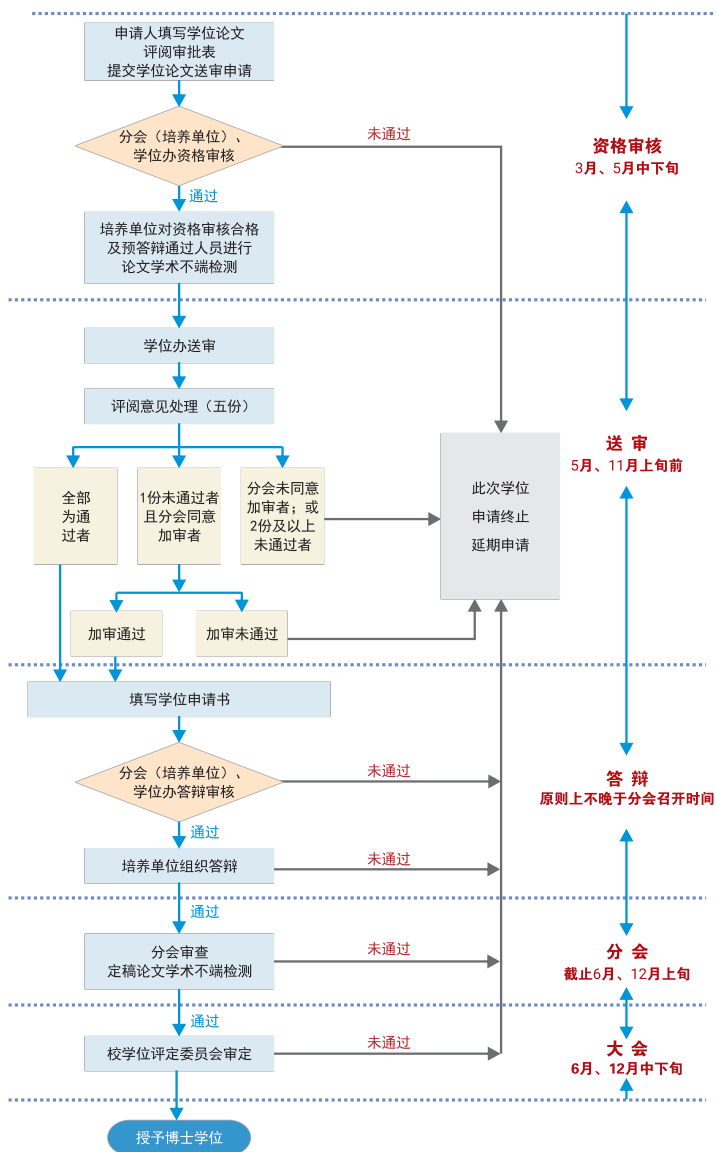 申请人填写学位论文
评阅审批表
提交学位论文送审申请
分会（培养单位）、
学位办资格审核
未通过
通过
培养单位对资格审核合格
及预答辩通过人员进行
论文学术不端检测
资格审核
3月、5月中下旬
学位办送审
评阅意见处理（五份）
全部
为通
过者
1份未通过者
且分会同意
加审者
分会未同意
加审者；或
2份及以上
未通过者
此次学位
申请终止
延期申请
送 审
5月、11月上旬前
加审通过
加审未通过
填写学位申请书
分会（培养单位）、
学位办答辩审核
未通过
通过
培养单位组织答辩
未通过
答 辩
原则上不晚于分会召开时间
通过
分会审查
定稿论文学术不端检测
未通过
分 会
截止6月、12月上旬
通过
校学位评定委员会审定
未通过
大 会
6月、12月中下旬
授予博士学位